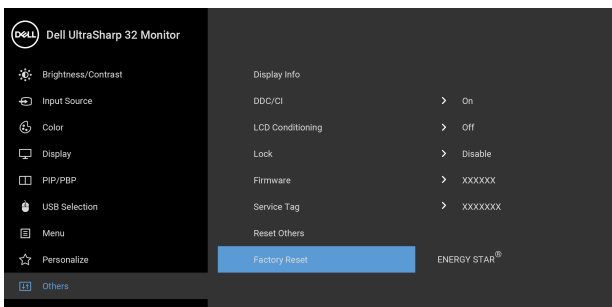 DELL Dell UltraSharp 32 Monitor
Brightness/Contrast Display Info
Input Source DDC/CI > On
Color LCD Conditioning > Off
Display Lock > Disable
PIP/PBP Firmware > XXXXXX
USB Selection Service Tag > XXXXXXX
Menu Reset Others
Personalize Factory Reset ENERGY STAR®
Others